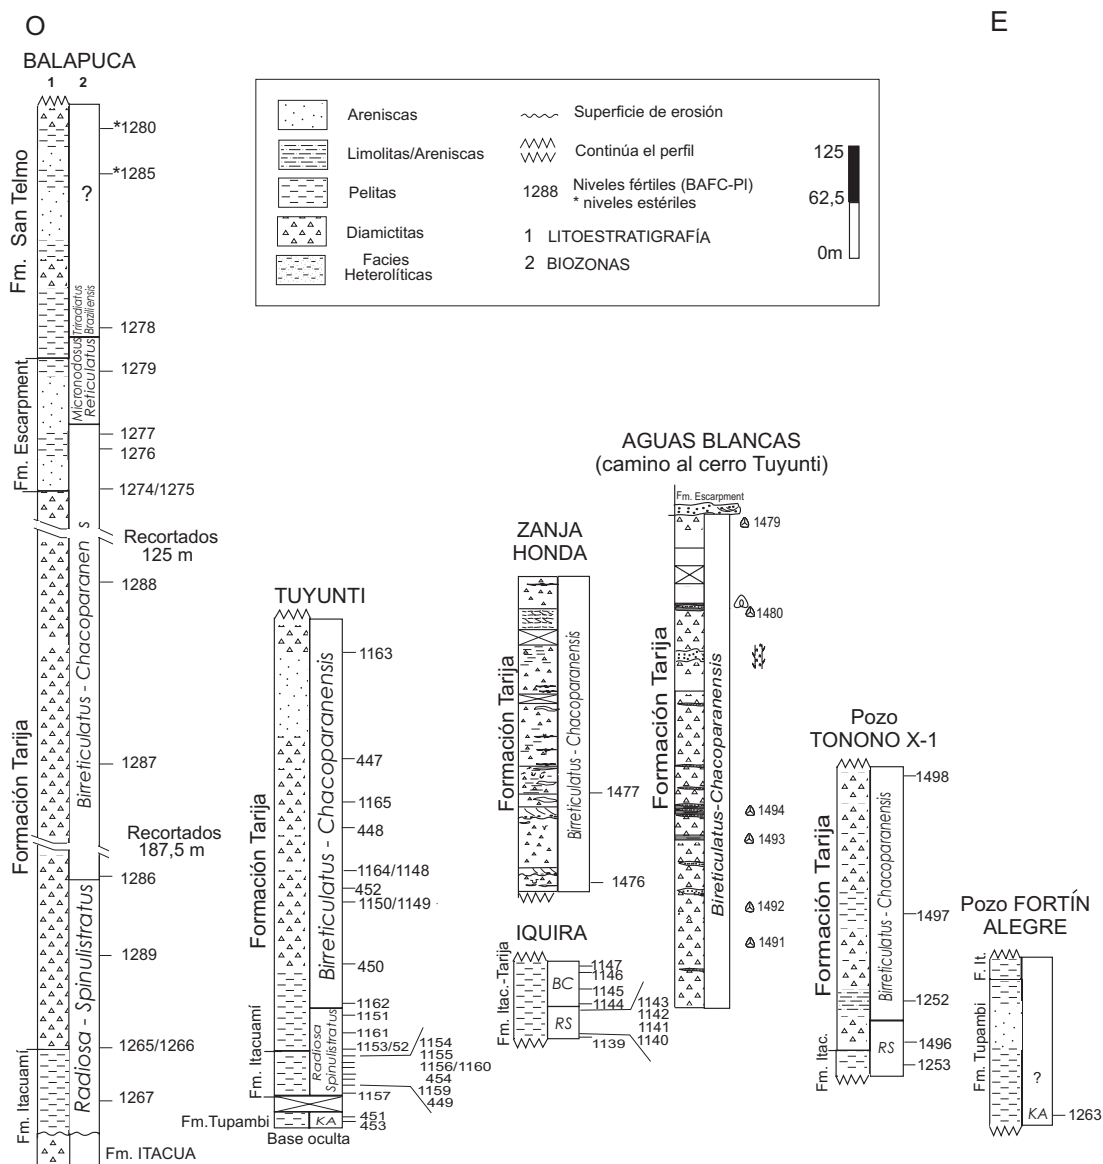 O
E
BALAPUCA
1 2
Fm. San Telmo
Fm. Escarpment
Formación Tarija
Fm. Itacuamí
?
Triradiatus
Braziliensis
Micronodosus
Reticulatus
Birreticulatus - Chacoparanen s
Radiosa - Spinulistratus
*1280
*1285
1278
1279
1277
1276
1274/1275
Recortados
125 m
1288
1287
Recortados
187,5 m
1286
1289
1265/1266
1267
Fm. ITACUA
Areniscas
Limolitas/Areniscas
Pelitas
Diamictitas
Facies
Heterolíticas
Superficie de erosión
Continúa el perfil
1288 Niveles fértiles (BAFC-Pl)
* niveles estériles
1 LITOESTRATIGRAFÍA
2 BIOZONAS
125
62,5
0m
TUYUNTI
Formación Tarija
Fm. Itacuamí
Fm.Tupambi
Birreticulatus - Chacoparanensis
Radiosa
Spinulistratus
KA
1163
447
1165
448
1164/1148
452
1150/1149
450
1162
1151
1161
1153/52
1154
1155
1156/1160
454
1159
449
1157
451
453
Base oculta
ZANJA
HONDA
Formación Tarija
Birreticulatus - Chacoparanensis
1477
1476
IQUIRA
Fm. Itac.-Tarija
BC
RS
1147
1146
1145
1144
1143
1142
1141
1140
1139
AGUAS BLANCAS
(camino al cerro Tuyunti)
Fm. Escarpment
Formación Tarija
Bireticulatus-Chacoparanensis
1479
1480
1494
1493
1492
1491
Pozo
TONONO X-1
Formación Tarija
Fm. Itac.
Birreticulatus - Chacoparanensis
RS
1498
1497
1252
1496
1253
Pozo FORTÍN
ALEGRE
F. It.
Fm. Tupambi
?
KA
1263